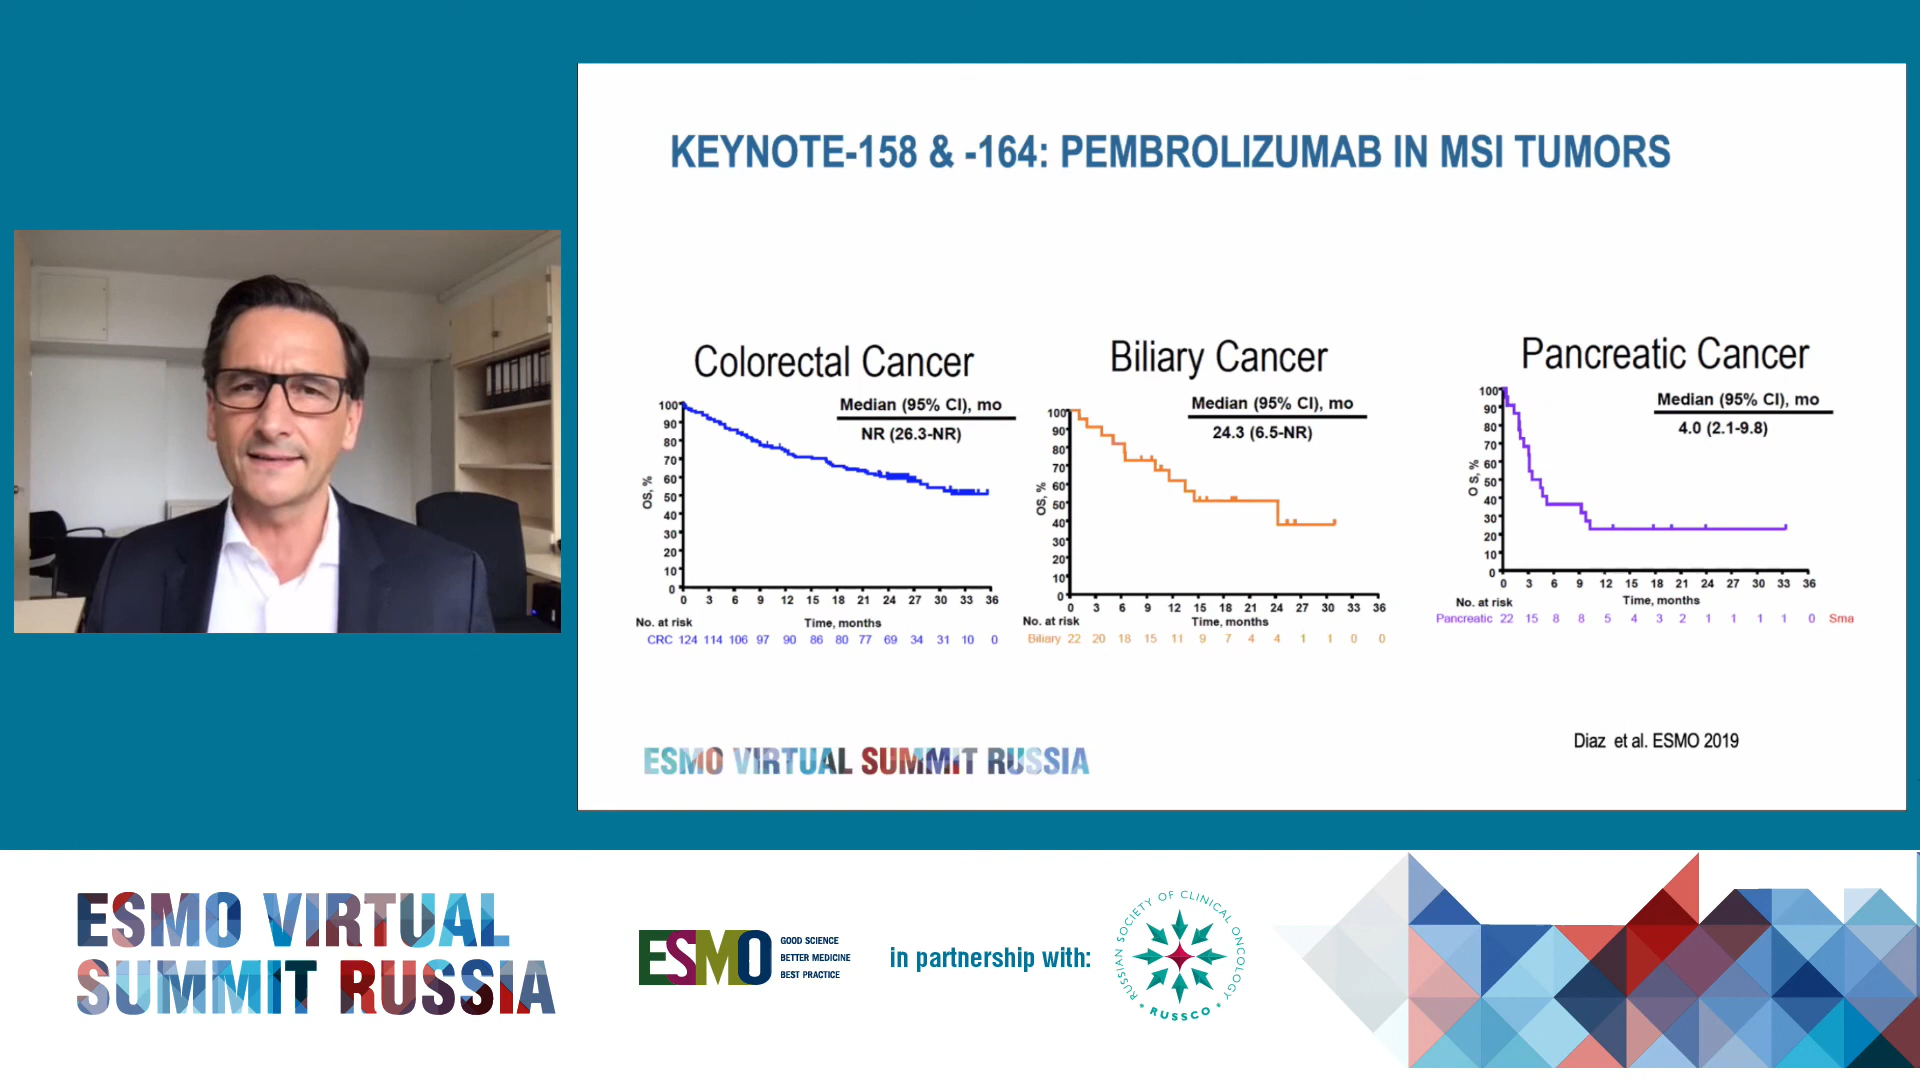 KEYNOTE-158 & -164: PEMBROLIZUMAB IN MSI TUMORS
Colorectal Cancer
Median (95% CI), mo
NR (26.3-NR)
OS, %
100
90
80
70
60
50
40
30
20
10
0
0 3 6 9 12 15 18 21 24 27 30 33 36
No. at risk
Time, months
CRC 124 114 106 97 90 86 80 77 69 34 31 10 0
Biliary Cancer
Median (95% CI), mo
24.3 (6.5-NR)
OS, %
100
90
80
70
60
50
40
30
20
10
0
0 3 6 9 12 15 18 21 24 27 30 33 36
No. at risk
Time, months
Biliary 22 20 18 15 11 9 7 4 4 1 1 0 0
Pancreatic Cancer
Median (95% CI), mo
4.0 (2.1-9.8)
O S, %
100
90
80
70
60
50
40
30
20
10
0
0 3 6 9 12 15 18 21 24 27 30 33 36
No. at risk
Time, months
Pancreatic 22 15 8 8 5 4 3 2 1 1 1 1 0 Sma
Diaz et al. ESMO 2019
ESMO VIRTUAL SUMMIT RUSSIA
ESMO VIRTUAL
SUMMIT RUSSIA
ESMO
GOOD SCIENCE
BETTER MEDICINE
BEST PRACTICE
in partnership with:
RUSSIAN SOCIETY OF CLINICAL ONCOLOGY
* RUSSCO *